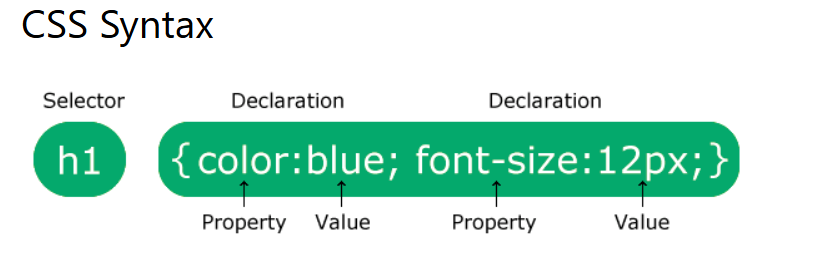 CSS Syntax
Selector Declaration Declaration
h1 {color:blue; font-size:12px;}
Property Value Property Value